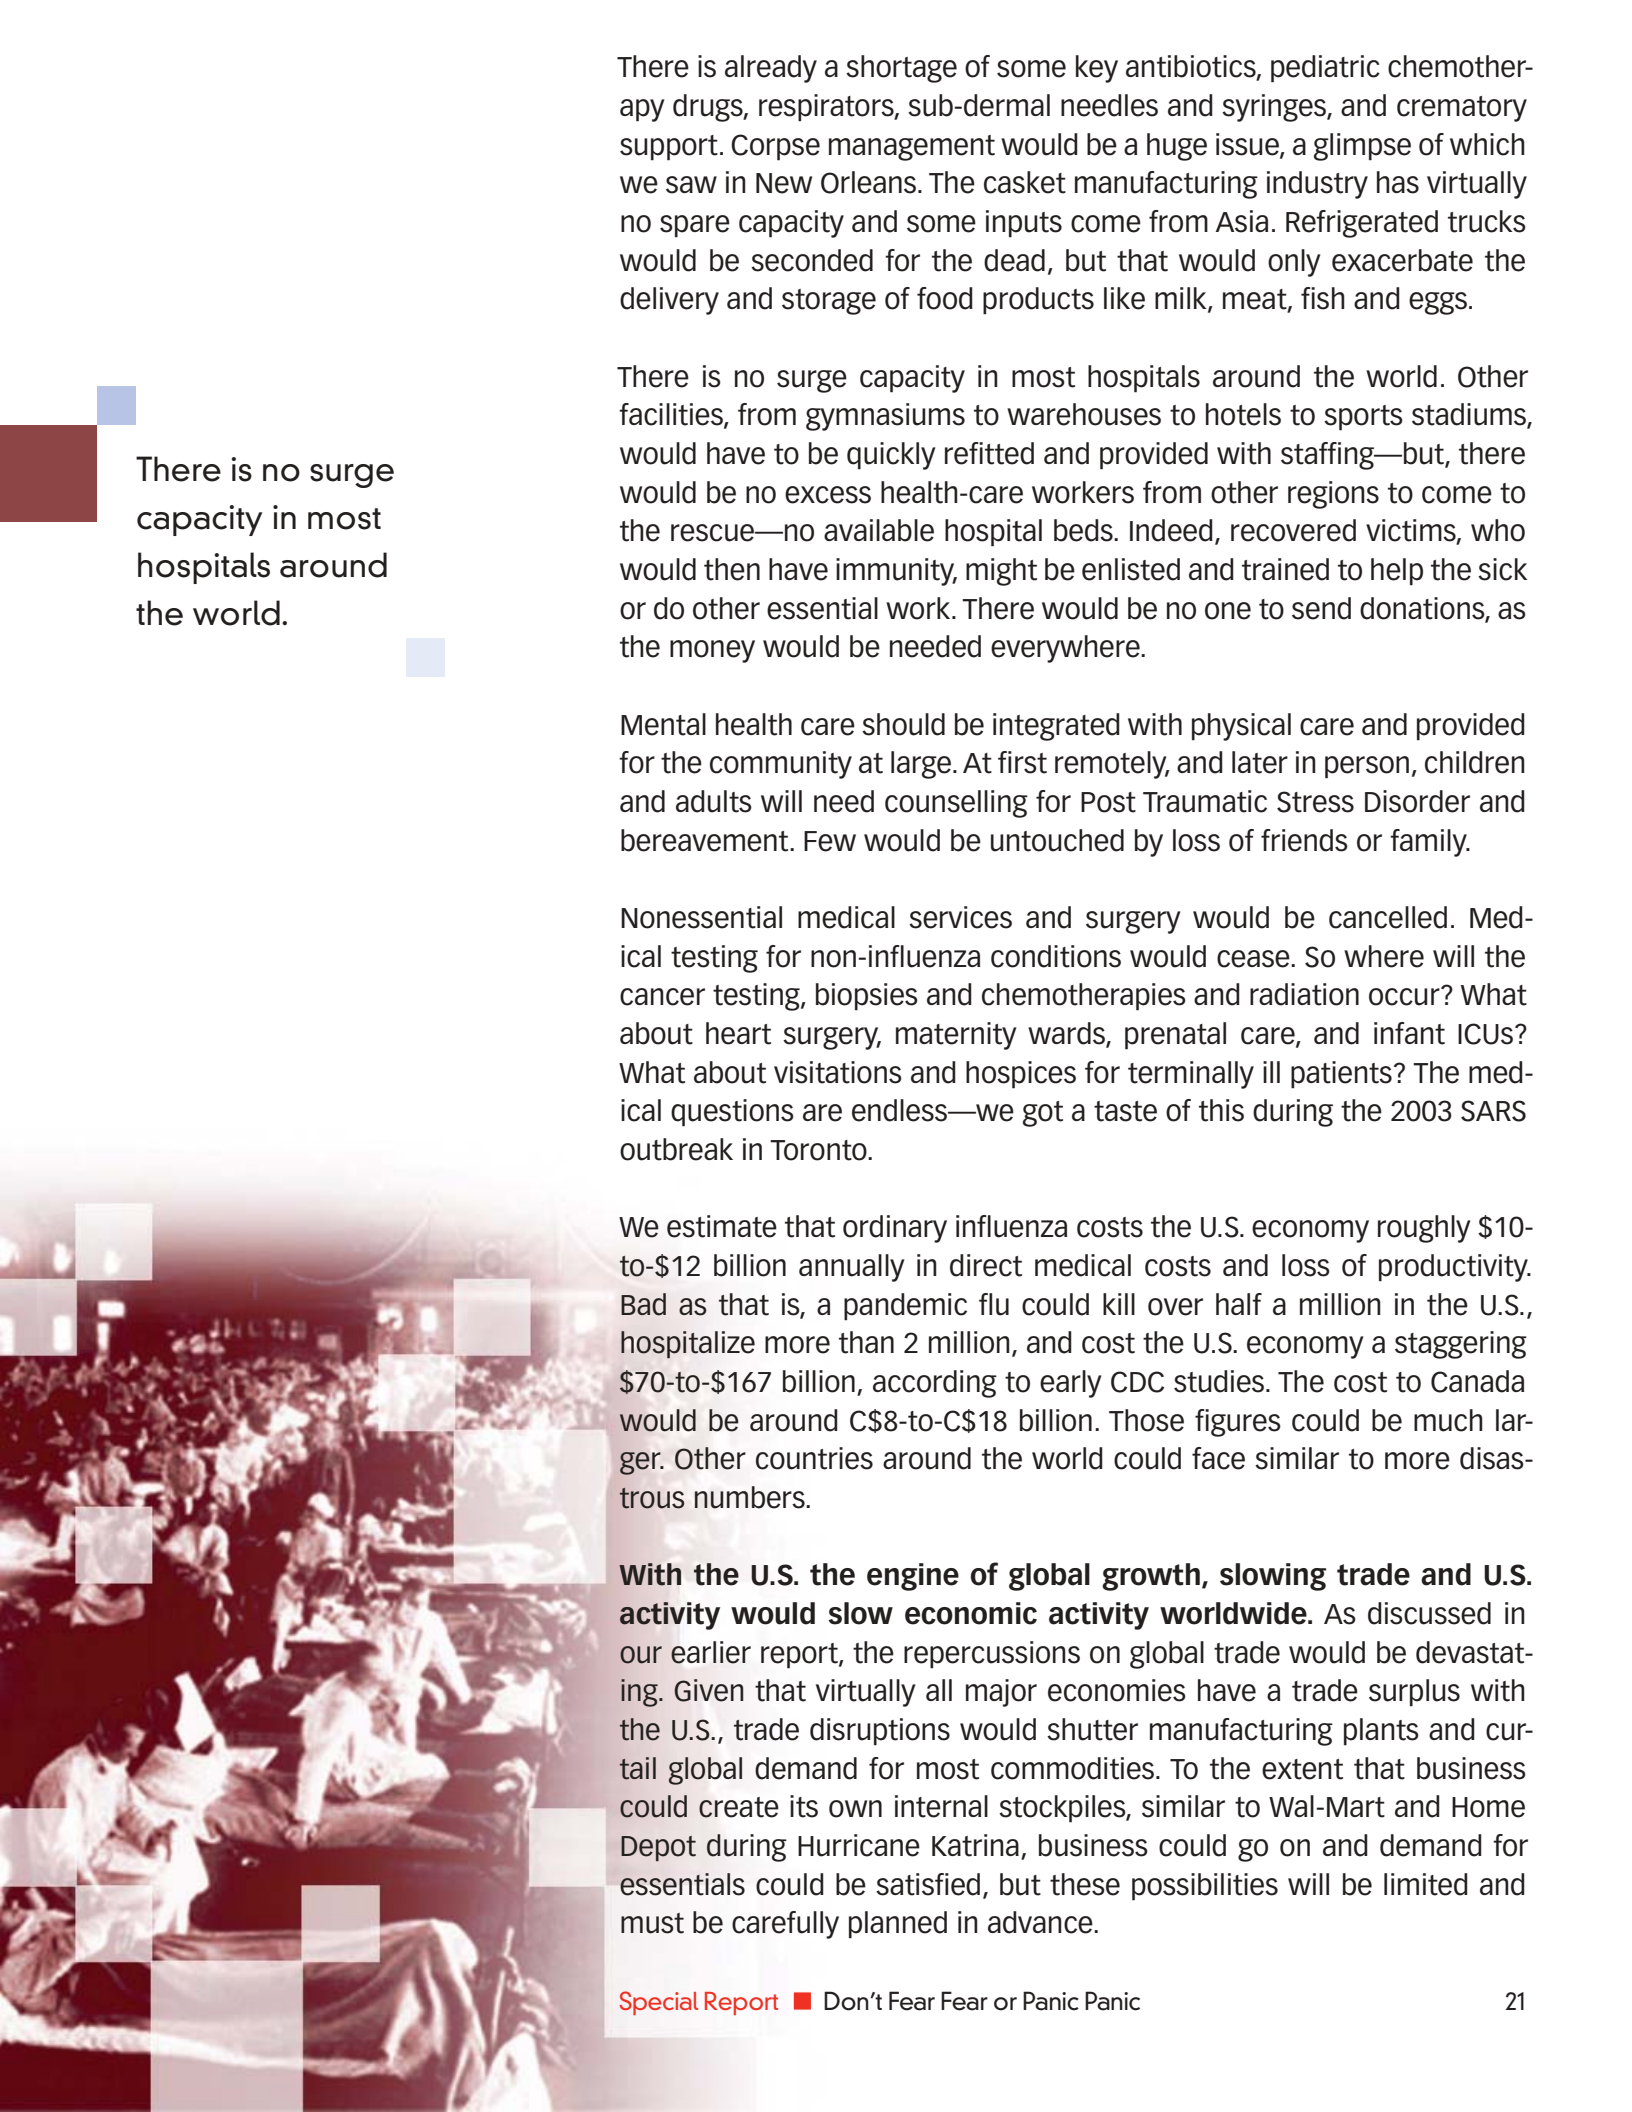 There is already a shortage of some key antibiotics, pediatric chemother-
apy drugs, respirators, sub-dermal needles and syringes, and crematory
support. Corpse management would be a huge issue, a glimpse of which
we saw in New Orleans. The casket manufacturing industry has virtually
no spare capacity and some inputs come from Asia. Refrigerated trucks
would be seconded for the dead, but that would only exacerbate the
delivery and storage of food products like milk, meat, fish and eggs.
There is no surge capacity in most hospitals around the world. Other
facilities, from gymnasiums to warehouses to hotels to sports stadiums,
would have to be quickly refitted and provided with staffing—but, there
would be no excess health-care workers from other regions to come to
the rescue—no available hospital beds. Indeed, recovered victims, who
would then have immunity, might be enlisted and trained to help the sick
or do other essential work. There would be no one to send donations, as
the money would be needed everywhere.
There is no surge
capacity in most
hospitals around
the world.
Mental health care should be integrated with physical care and provided
for the community at large. At first remotely, and later in person, children
and adults will need counselling for Post Traumatic Stress Disorder and
bereavement. Few would be untouched by loss of friends or family.
Nonessential medical services and surgery would be cancelled. Med-
ical testing for non-influenza conditions would cease. So where will the
cancer testing, biopsies and chemotherapies and radiation occur? What
about heart surgery, maternity wards, prenatal care, and infant ICUs?
What about visitations and hospices for terminally ill patients? The med-
ical questions are endless—we got a taste of this during the 2003 SARS
outbreak in Toronto.
We estimate that ordinary influenza costs the U.S. economy roughly $10-
to-$12 billion annually in direct medical costs and loss of productivity.
Bad as that is, a pandemic flu could kill over half a million in the U.S.,
hospitalize more than 2 million, and cost the U.S. economy a staggering
$70-to-$167 billion, according to early CDC studies. The cost to Canada
would be around C$8-to-C$18 billion. Those figures could be much lar-
ger. Other countries around the world could face similar to more disas-
trous numbers.
With the U.S. the engine of global growth, slowing trade and U.S.
activity would slow economic activity worldwide. As discussed in
our earlier report, the repercussions on global trade would be devastat-
ing. Given that virtually all major economies have a trade surplus with
the U.S., trade disruptions would shutter manufacturing plants and cur-
tail global demand for most commodities. To the extent that business
could create its own internal stockpiles, similar to Wal-Mart and Home
Depot during Hurricane Katrina, business could go on and demand for
essentials could be satisfied, but these possibilities will be limited and
must be carefully planned in advance.
Special Report ■ Don't Fear Fear or Panic Panic 21